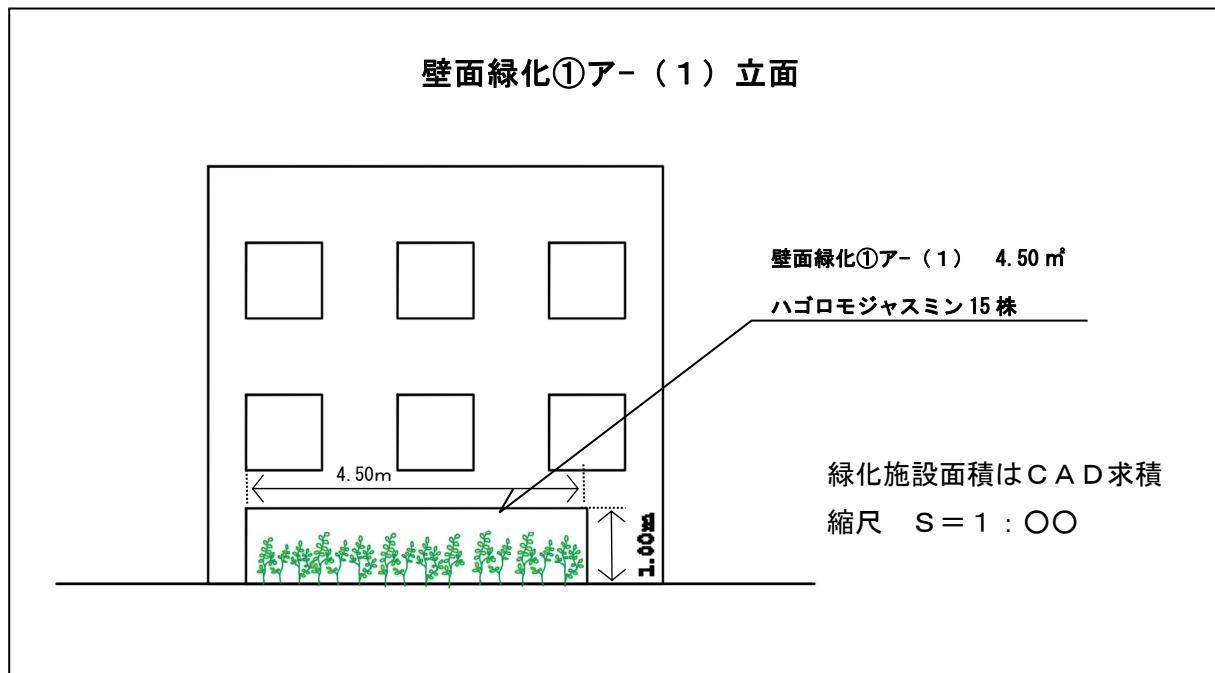 壁面緑化①ア-（１）立面
壁面緑化①ア-（１）　4.50㎡
ハゴロモジャスミン15株
4.50m
1.00m
緑化施設面積はＣＡＤ求積
縮尺　Ｓ＝１：〇〇